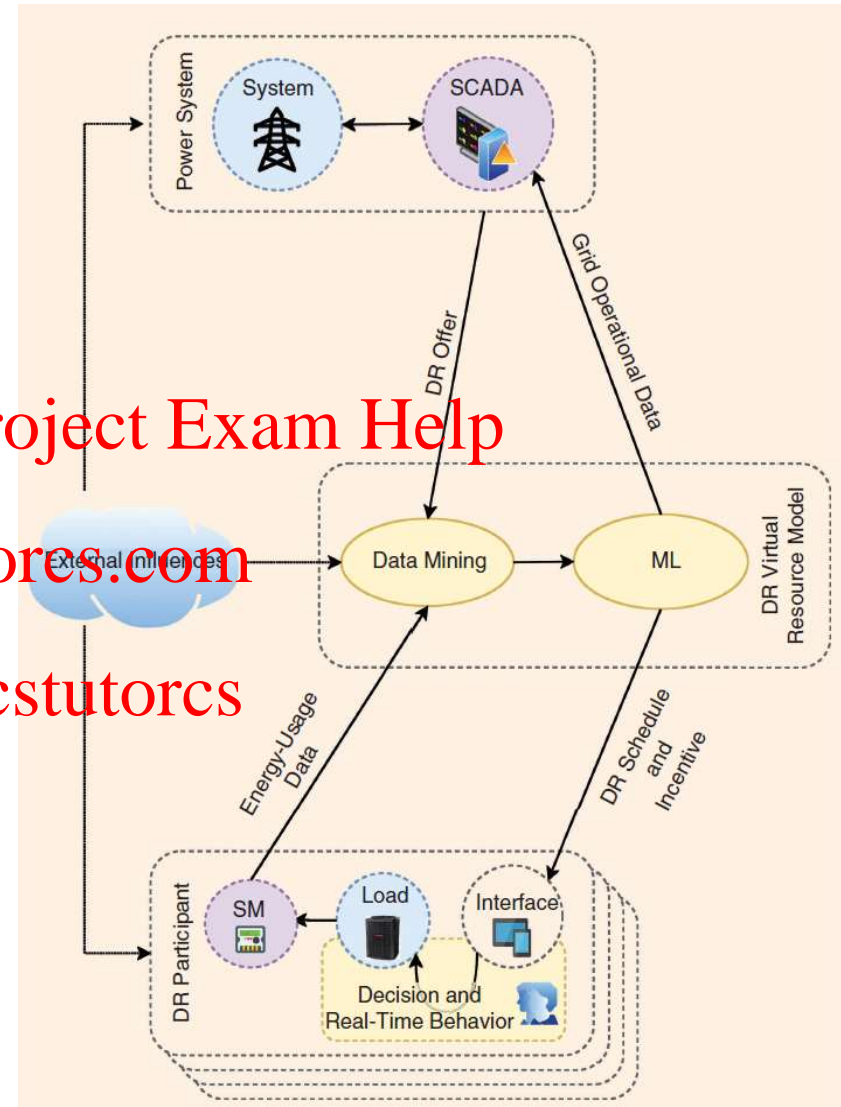 Power System
System
SCADA
DR Offer
Grid Operational Data
roject Exam Help
External Influences
ores.com
Data Mining
ML
DR Virtual
Resource Model
cstutorcs
Energy-Usage
Data
DR Schedule
and
Incentive
DR Participant
SM
Load
Interface
Decision and
Real-Time Behavior